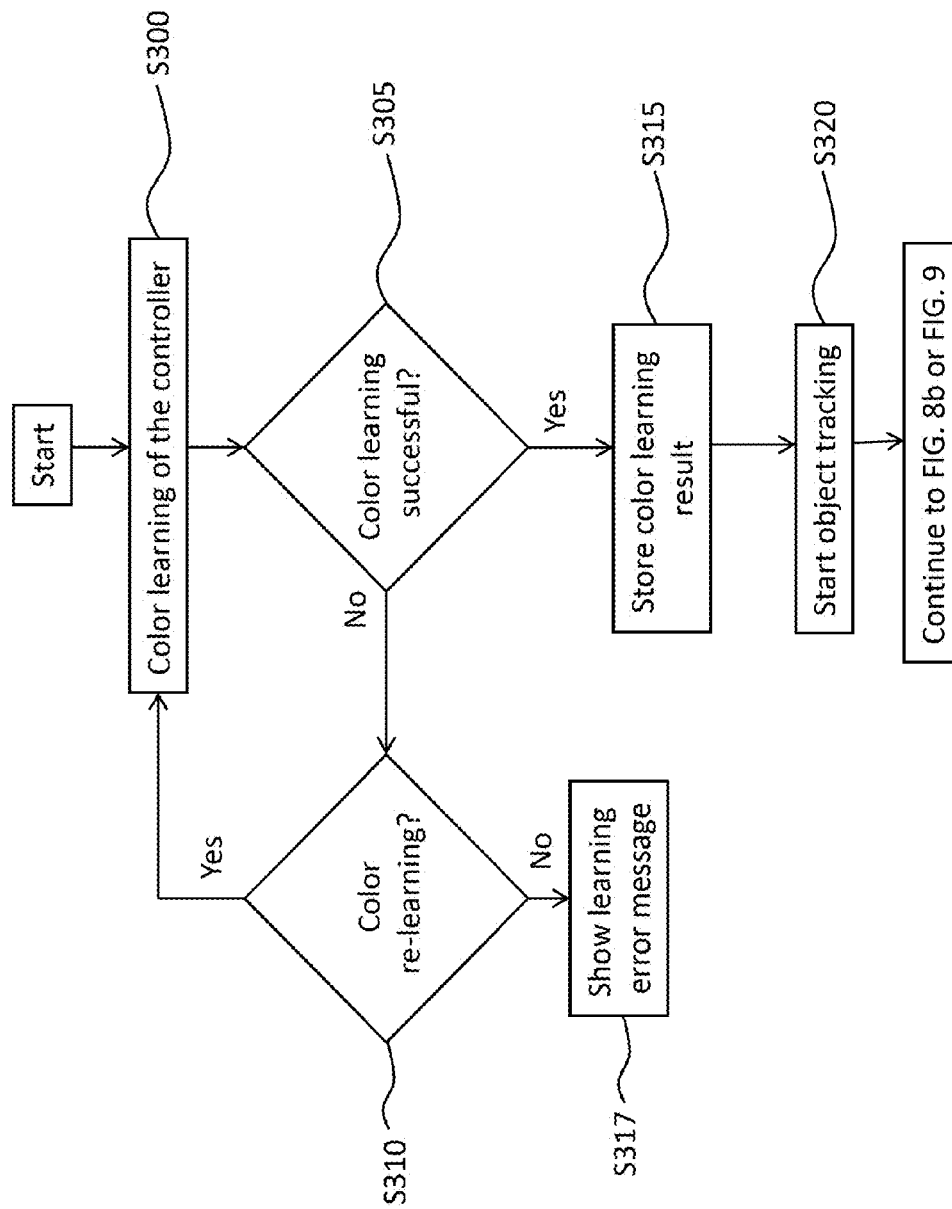 Start
Color learning of the controller
S300
Color learning
successful?
S305
Yes
No
Color
re-learning?
S310
Yes
No
Show learning
error message
S317
Store color learning
result
S315
Start object tracking
S320
Continue to FIG. 8b or FIG. 9